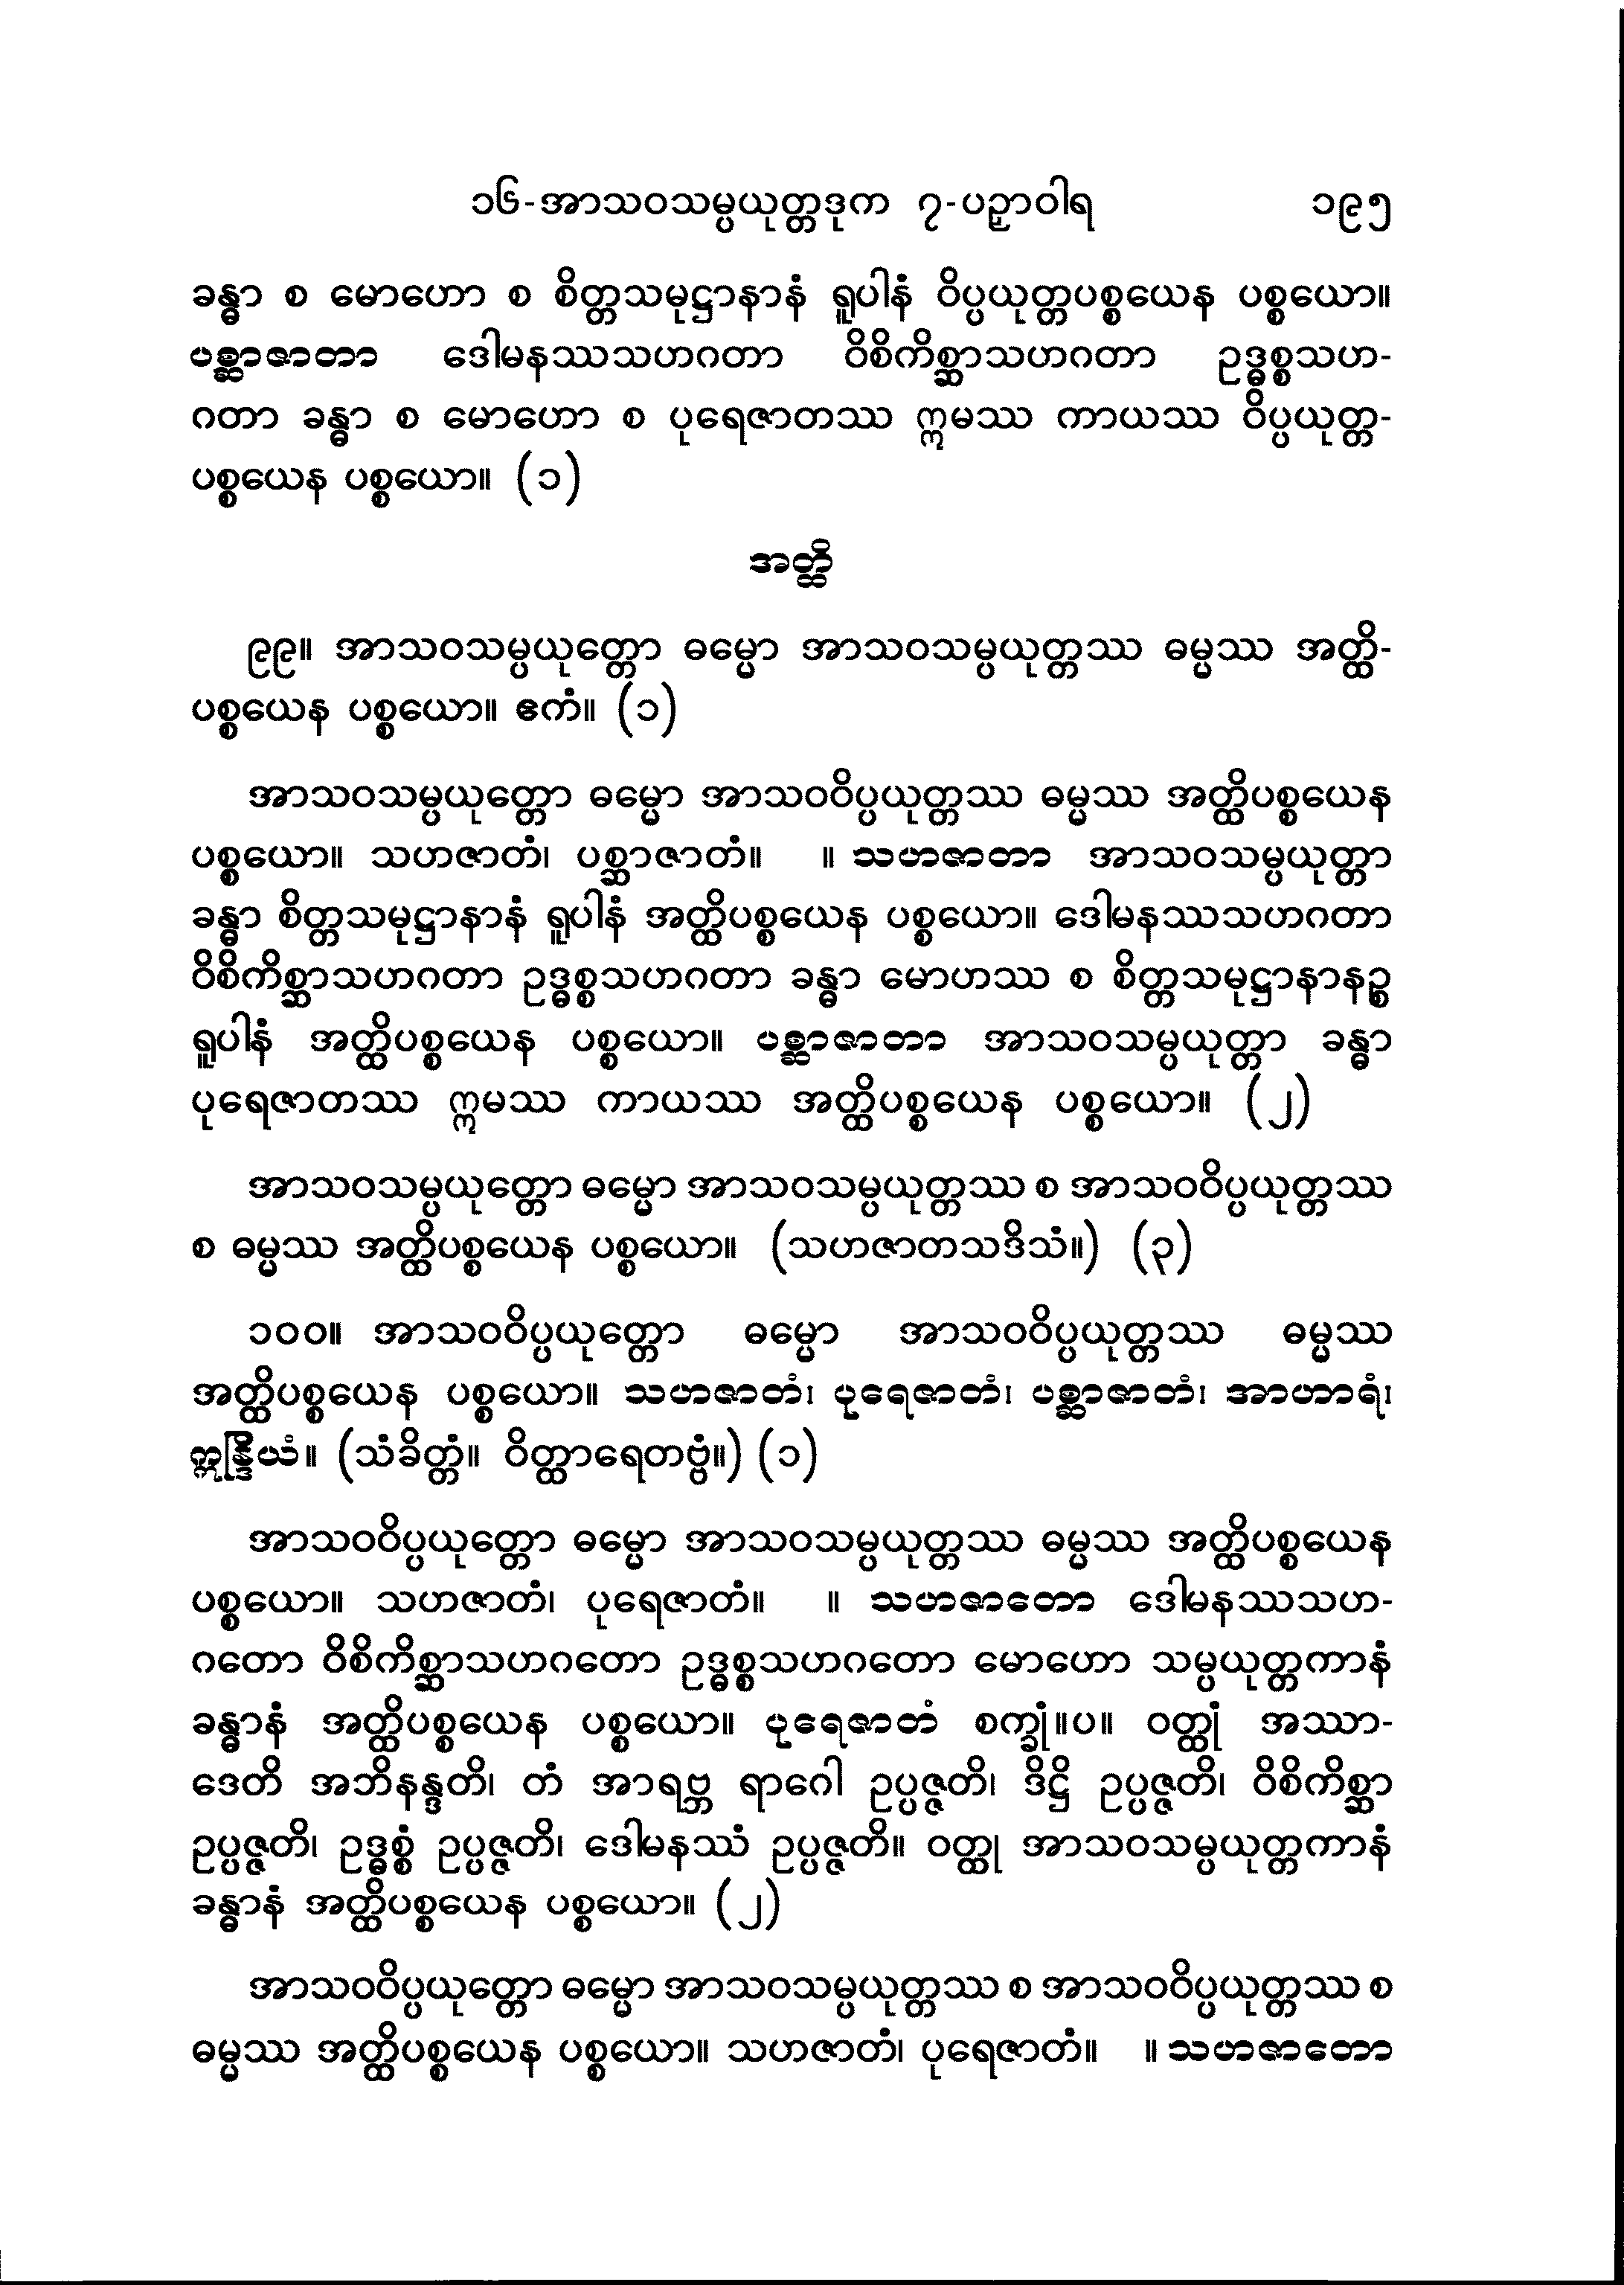 ၁၆-အာသဝသမ္ပယုတ္တဒုက ၇-ပဉှာဝါရ ၁၉၅
ခန္ဓာ စ မောဟော စ စိတ္တသမုဋ္ဌာနာနံ ရူပါနံ ဝိပ္ပယုတ္တပစ္စယေန ပစ္စယော။
ပစ္ဆာဇာတာ ဒေါမနဿသဟဂတာ ဝိစိကိစ္ဆာသဟဂတာ ဥဒ္ဓစ္စသဟ-
ဂတာ ခန္ဓာ စ မောဟော စ ပုရေဇာတဿ ဣမဿ ကာယဿ ဝိပ္ပယုတ္တ-
ပစ္စယေန ပစ္စယော။ (၁)
အတ္ထိ
၉၉။ အာသဝသမ္ပယုတ္တော ဓမ္မော အာသဝသမ္ပယုတ္တဿ ဓမ္မဿ အတ္ထိ-
ပစ္စယေန ပစ္စယော။ ဧကံ။ (၁)
အာသဝသမ္ပယုတ္တော ဓမ္မော အာသဝဝိပ္ပယုတ္တဿ ဓမ္မဿ အတ္ထိပစ္စယေန
ပစ္စယော။ သဟဇာတံ၊ ပစ္ဆာဇာတံ။ ။ သဟဇာတာ အာသဝသမ္ပယုတ္တာ
ခန္ဓာ စိတ္တသမုဋ္ဌာနာနံ ရူပါနံ အတ္ထိပစ္စယေန ပစ္စယော။ ဒေါမနဿသဟဂတာ
ဝိစိကိစ္ဆာသဟဂတာ ဥဒ္ဓစ္စသဟဂတာ ခန္ဓာ မောဟဿ စ စိတ္တသမုဋ္ဌာနာနဉ္စ
ရူပါနံ အတ္ထိပစ္စယေန ပစ္စယော။ ပစ္ဆာဇာတာ အာသဝသမ္ပယုတ္တာ ခန္ဓာ
ပုရေဇာတဿ ဣမဿ ကာယဿ အတ္ထိပစ္စယေန ပစ္စယော။ (၂)
အာသဝသမ္ပယုတ္တော ဓမ္မော အာသဝသမ္ပယုတ္တဿ စ အာသဝဝိပ္ပယုတ္တဿ
စ ဓမ္မဿ အတ္ထိပစ္စယေန ပစ္စယော။ (သဟဇာတသဒိသံ။) (၃)
၁၀၀။ အာသဝဝိပ္ပယုတ္တော ဓမ္မော အာသဝဝိပ္ပယုတ္တဿ ဓမ္မဿ
အတ္ထိပစ္စယေန ပစ္စယော။ သဟဇာတံ၊ ပုရေဇာတံ၊ ပစ္ဆာဇာတံ၊ အာဟာရံ၊
ဣန္ဒြိယံ။ (သံခိတ္တံ။ ဝိတ္ထာရေတဗ္ဗံ။) (၁)
အာသဝဝိပ္ပယုတ္တော ဓမ္မော အာသဝသမ္ပယုတ္တဿ ဓမ္မဿ အတ္ထိပစ္စယေန
ပစ္စယော။ သဟဇာတံ၊ ပုရေဇာတံ။ ။ သဟဇာတော ဒေါမနဿသဟ-
ဂတော ဝိစိကိစ္ဆာသဟဂတော ဥဒ္ဓစ္စသဟဂတော မောဟော သမ္ပယုတ္တကာနံ
ခန္ဓာနံ အတ္ထိပစ္စယေန ပစ္စယော။ ပုရေဇာတံ စက္ခုံ။ပ။ ဝတ္ထုံ အဿာ-
ဒေတိ အဘိနန္ဒတိ၊ တံ အာရဗ္ဘ ရာဂေါ ဥပ္ပဇ္ဇတိ၊ ဒိဋ္ဌိ ဥပ္ပဇ္ဇတိ၊ ဝိစိကိစ္ဆာ
ဥပ္ပဇ္ဇတိ၊ ဥဒ္ဓစ္စံ ဥပ္ပဇ္ဇတိ၊ ဒေါမနဿံ ဥပ္ပဇ္ဇတိ။ ဝတ္ထု အာသဝသမ္ပယုတ္တကာနံ
ခန္ဓာနံ အတ္ထိပစ္စယေန ပစ္စယော။ (၂)
အာသဝဝိပ္ပယုတ္တော ဓမ္မော အာသဝသမ္ပယုတ္တဿ စ အာသဝဝိပ္ပယုတ္တဿ စ
ဓမ္မဿ အတ္ထိပစ္စယေန ပစ္စယော။ သဟဇာတံ၊ ပုရေဇာတံ။ ။ သဟဇာတော